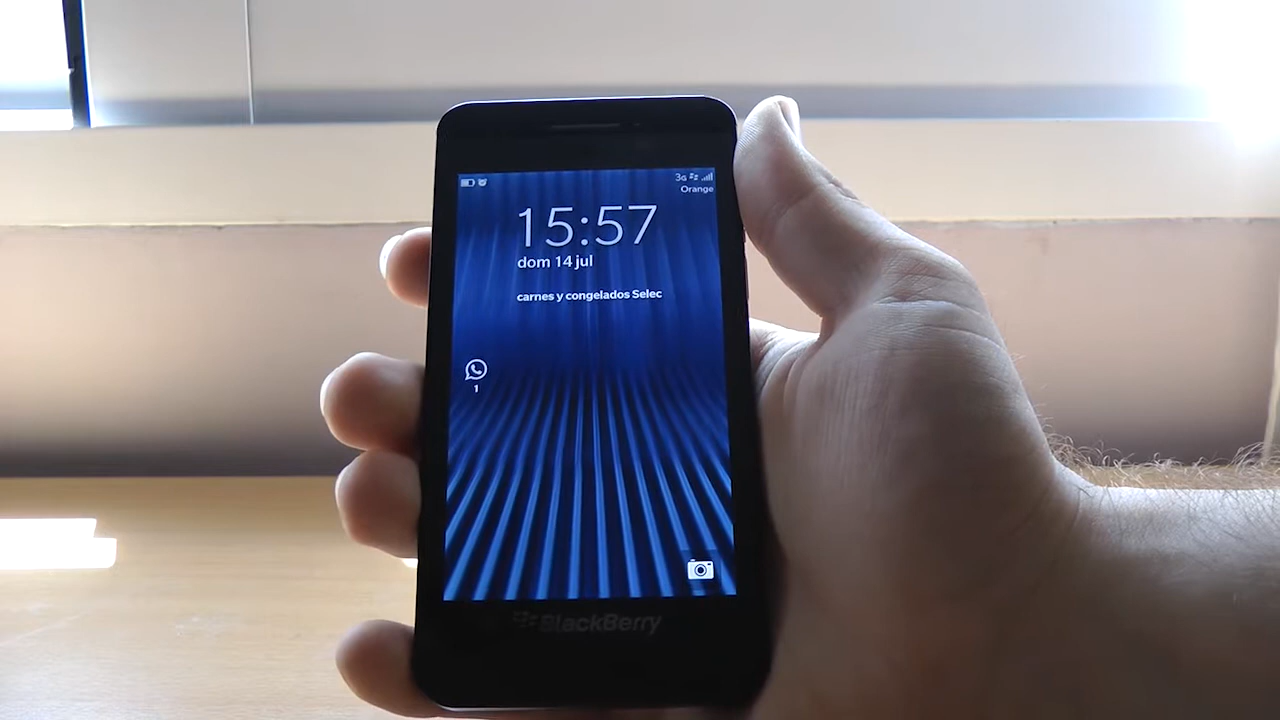 3G
Orange
15:57
dom 14 jul
carnes y congelados Selec
1
BlackBerry